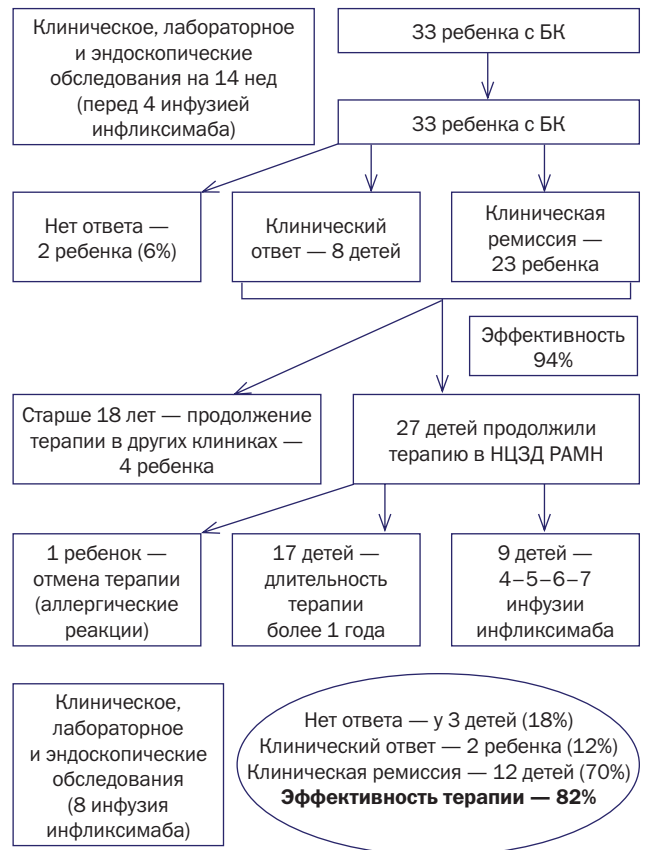 Клиническое, лабораторное
и эндоскопические
обследования на 14 нед
(перед 4 инфузией
инфликсимаба)
33 ребенка с БК
33 ребенка с БК
Нет ответа —
2 ребенка (6%)
Клинический
ответ — 8 детей
Клиническая
ремиссия —
23 ребенка
Эффективность
94%
Старше 18 лет — продолжение
терапии в других клиниках —
4 ребенка
27 детей продолжили
терапию в НЦЗД РАМН
1 ребенок —
отмена терапии
(аллергические
реакции)
17 детей —
длительность
терапии
более 1 года
9 детей —
4–5–6–7
инфузии
инфликсимаба
Клиническое,
лабораторное
и эндоскопические
обследования
(8 инфузия
инфликсимаба)
Нет ответа — у 3 детей (18%)
Клинический ответ — 2 ребенка (12%)
Клиническая ремиссия — 12 детей (70%)
Эффективность терапии — 82%